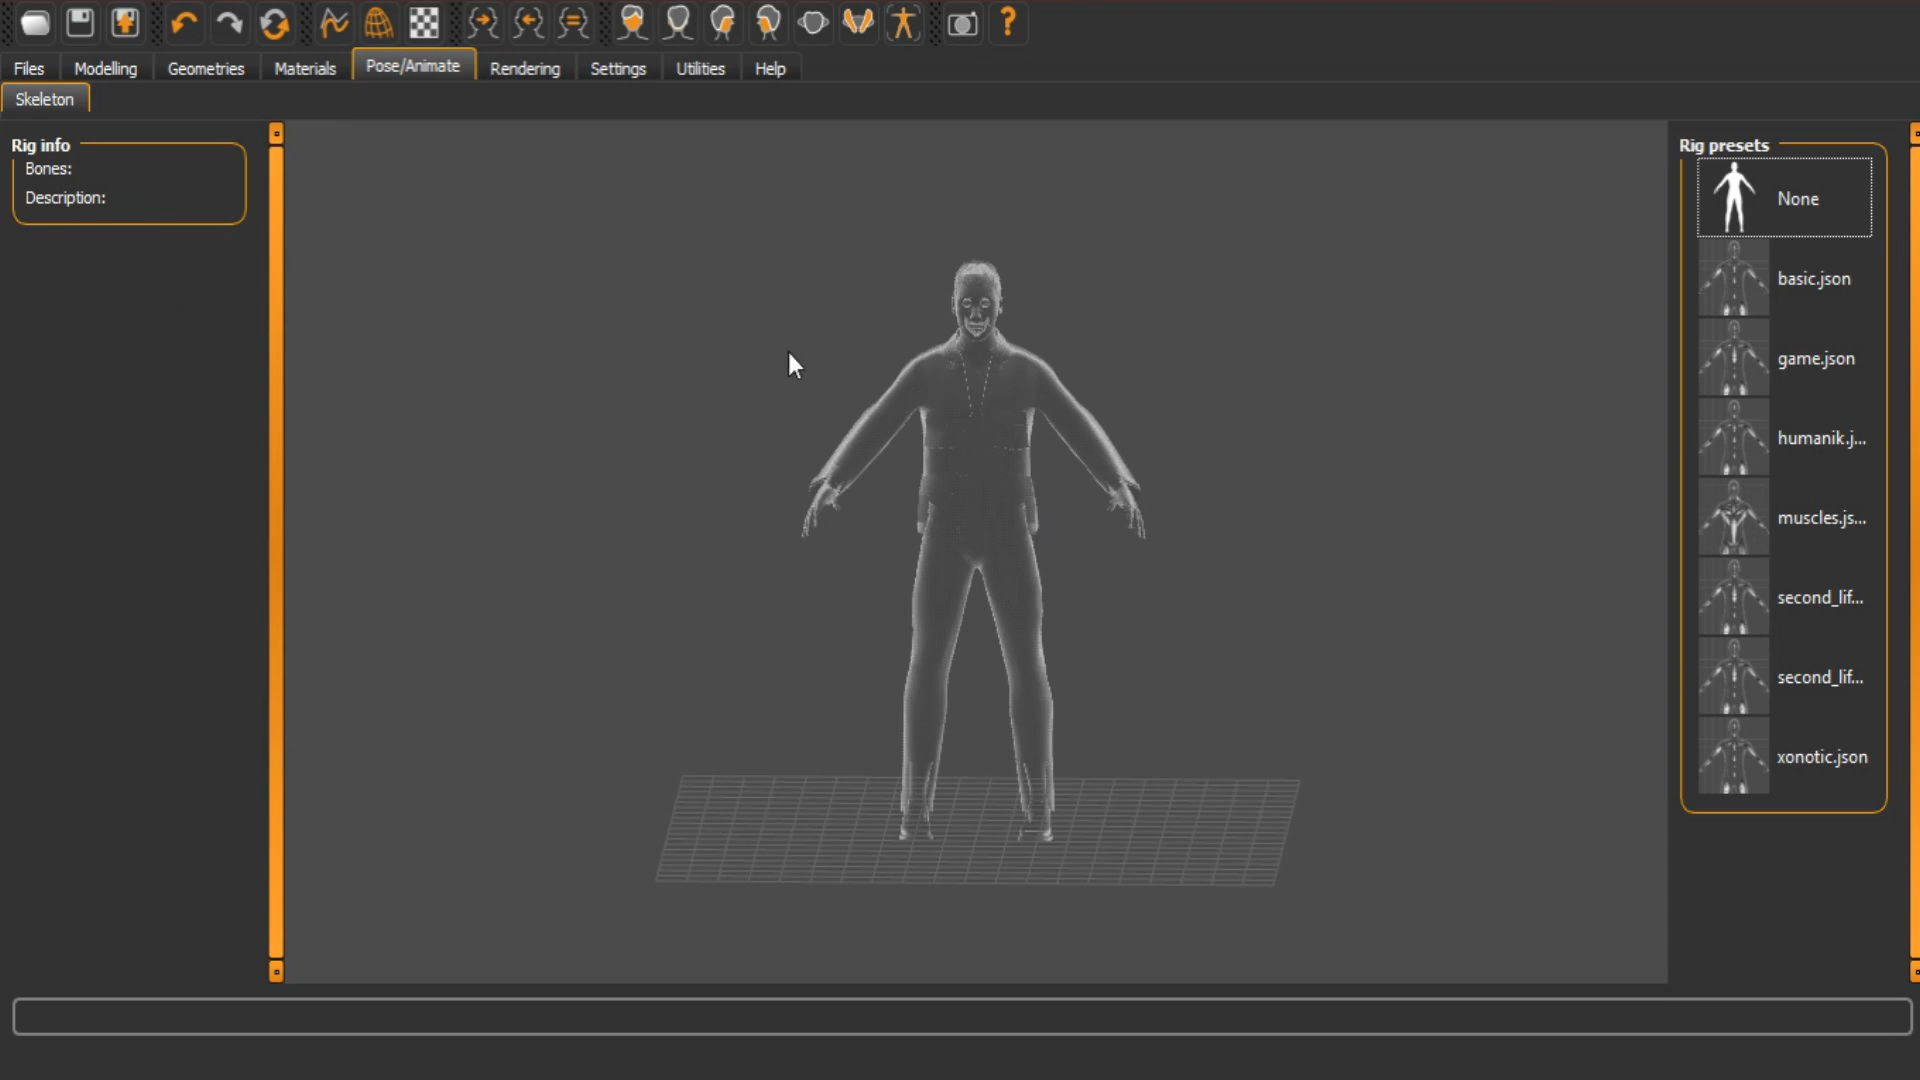 Files Modelling Geometries Materials Pose/Animate Rendering Settings Utilities Help
Skeleton
Rig info
Bones:
Description:
Rig presets
None
basic.json
game.json
humanik.j...
muscles.js...
second_lif...
second_lif...
xonotic.json